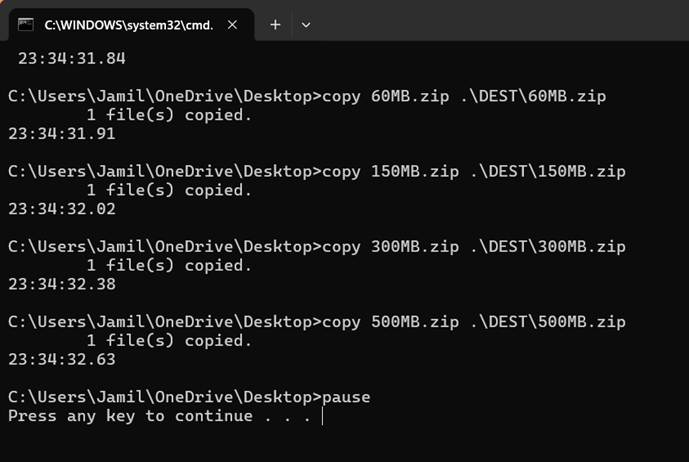 C:\WINDOWS\system32\cmd.
23:34:31.84
C:\Users\Jamil\OneDrive\Desktop>copy 60MB.zip .\DEST\60MB.zip
1 file(s) copied.
23:34:31.91
C:\Users\Jamil\OneDrive\Desktop>copy 150MB.zip .\DEST\150MB.zip
1 file(s) copied.
23:34:32.02
C:\Users\Jamil\OneDrive\Desktop>copy 300MB.zip .\DEST\300MB.zip
1 file(s) copied.
23:34:32.38
C:\Users\Jamil\OneDrive\Desktop>copy 500MB.zip .\DEST\500MB.zip
1 file(s) copied.
23:34:32.63
C:\Users\Jamil\OneDrive\Desktop>pause
Press any key to continue . . .